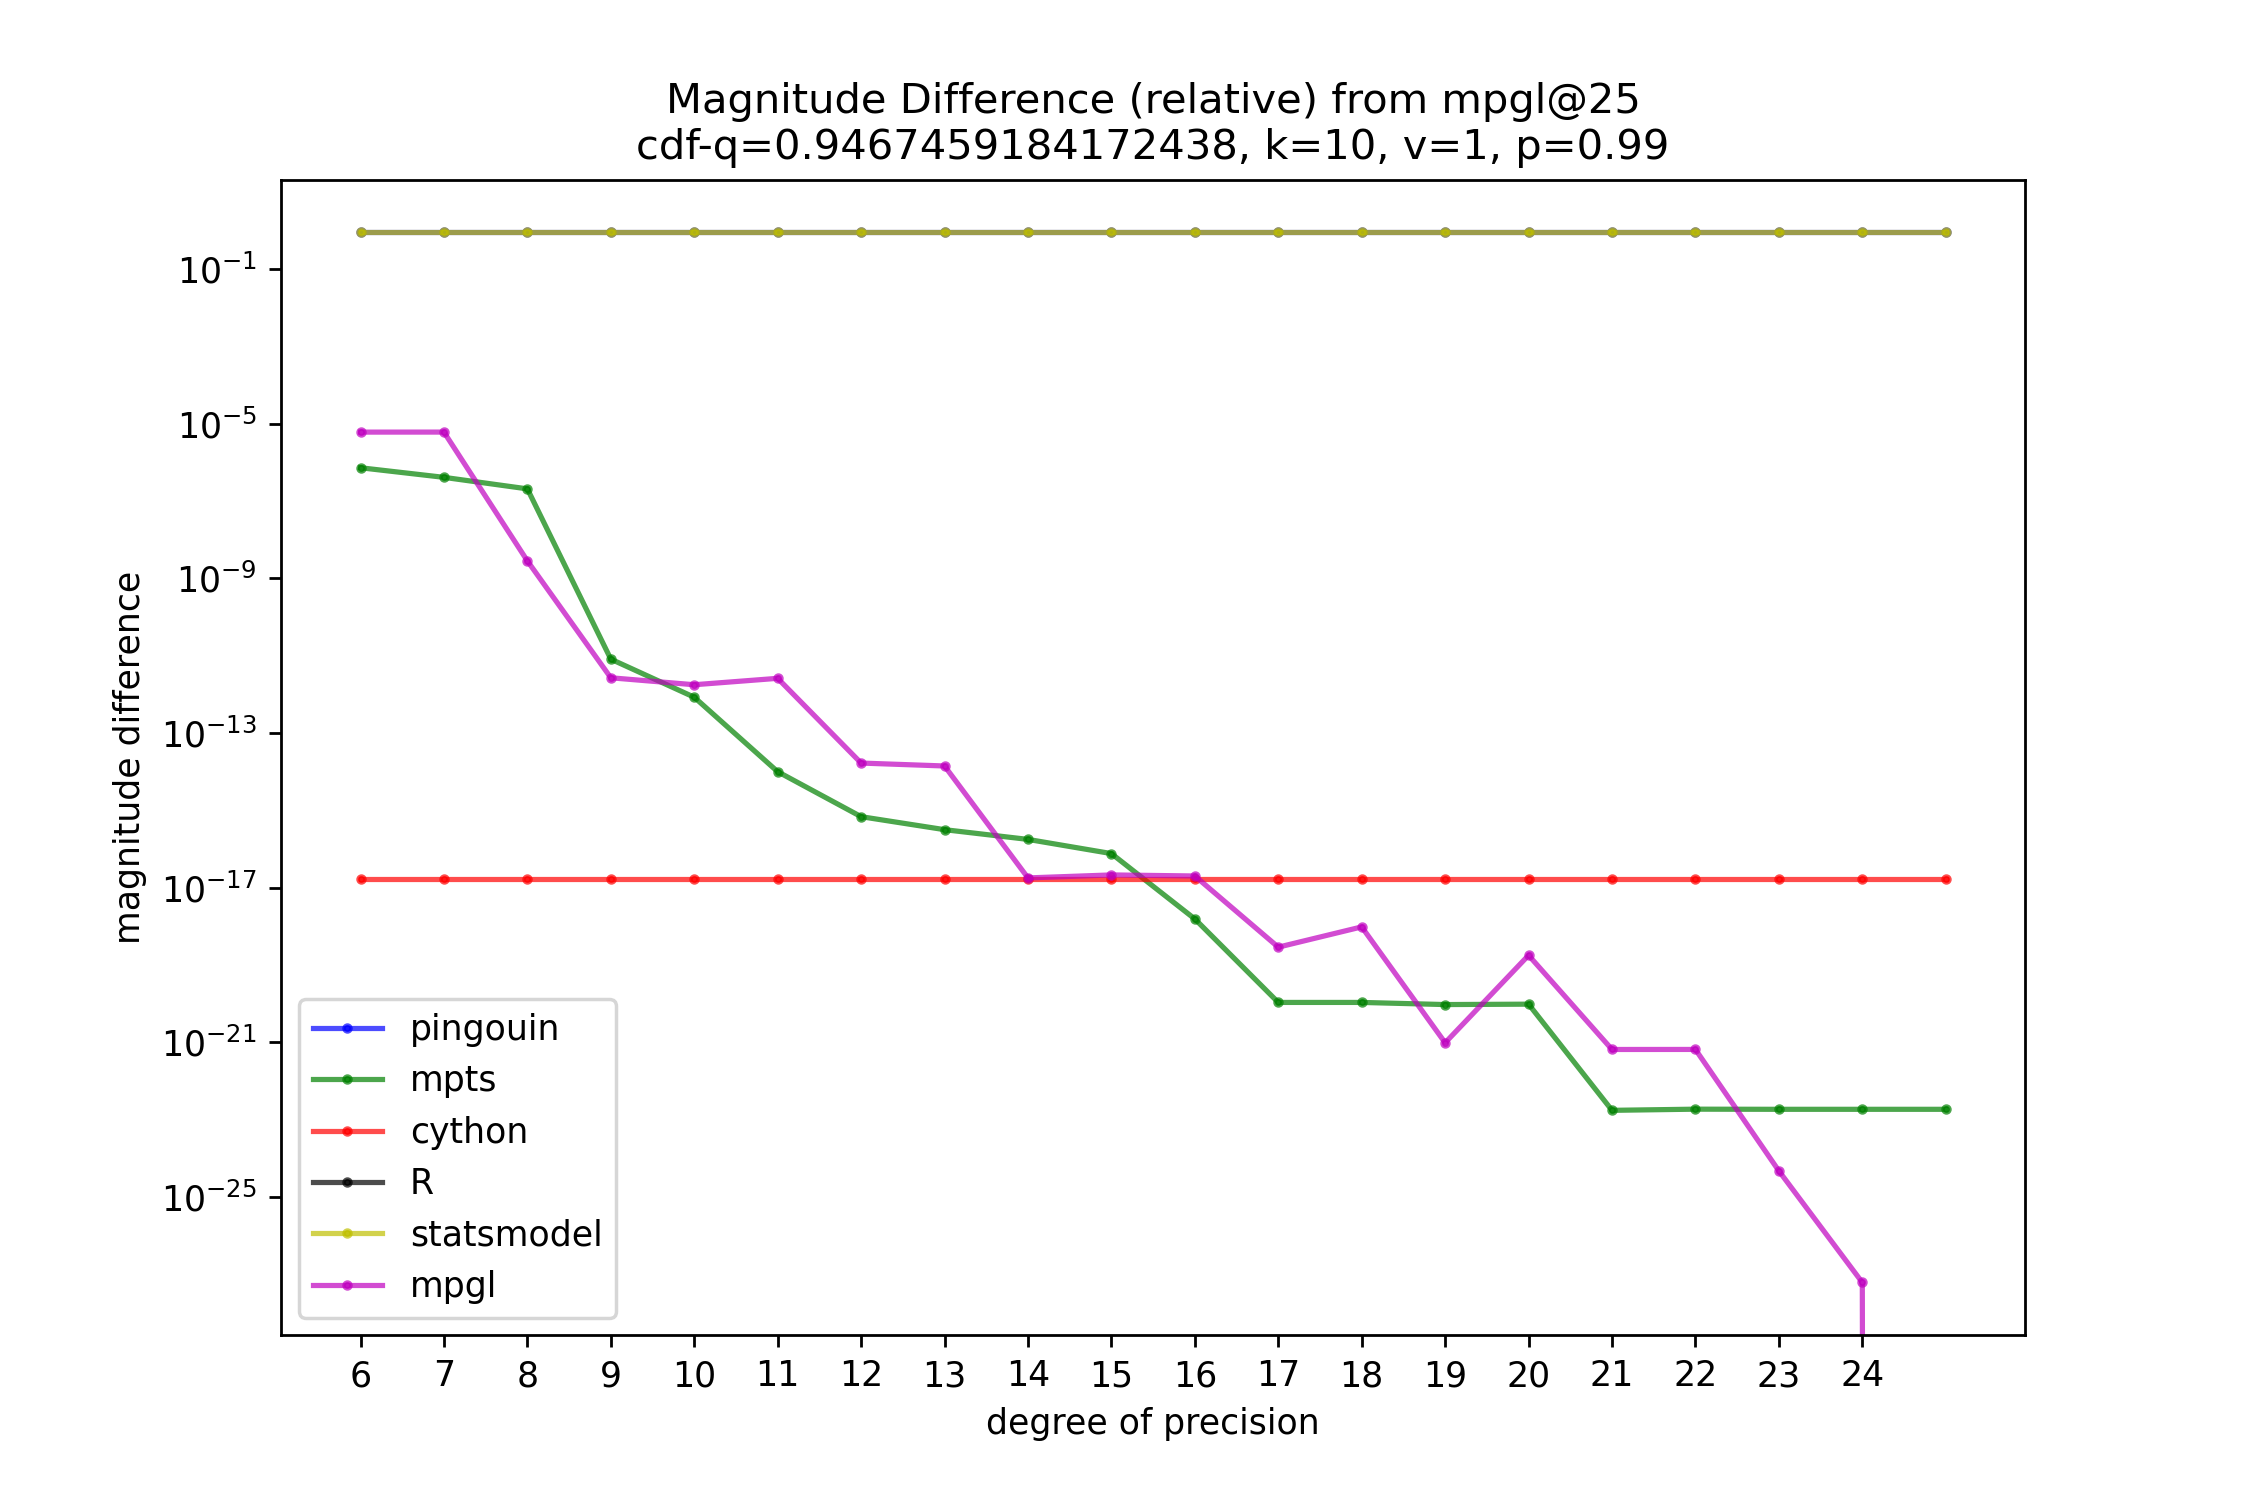 Magnitude Difference (relative) from mpgl@25
cdf-q=0.9467459184172438, k=10, v=1, p=0.99
magnitude difference
10⁻¹
10⁻⁵
10⁻⁹
10⁻¹³
10⁻¹⁷
10⁻²¹
10⁻²⁵
pingouin
mpts
cython
R
statsmodel
mpgl
6 7 8 9 10 11 12 13 14 15 16 17 18 19 20 21 22 23 24
degree of precision